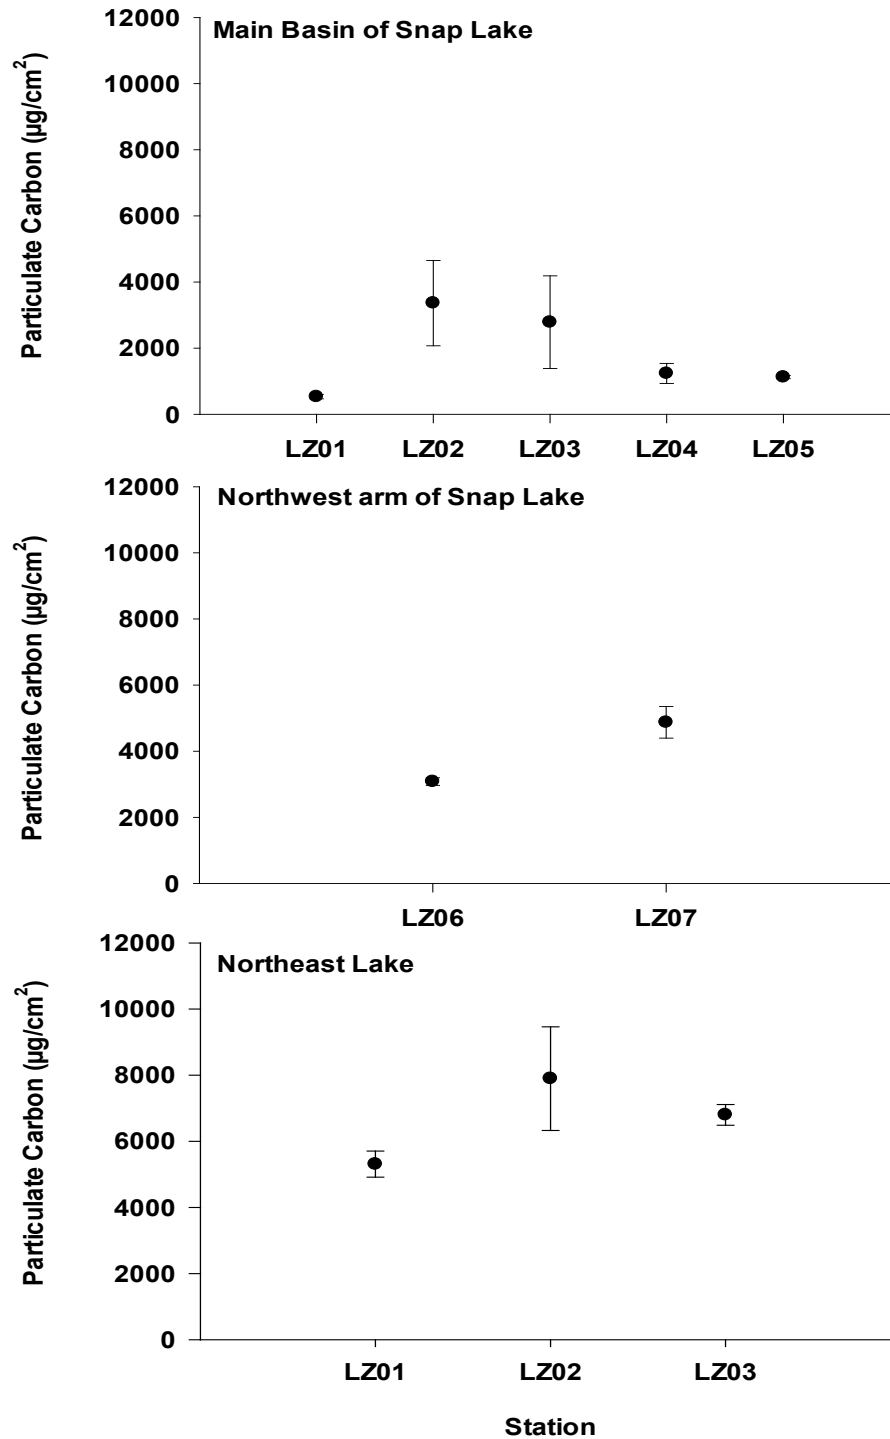 Main Basin of Snap Lake
Particulate Carbon (µg/cm²)
12000
10000
8000
6000
4000
2000
0
LZ01 LZ02 LZ03 LZ04 LZ05
Northwest arm of Snap Lake
Particulate Carbon (µg/cm²)
12000
10000
8000
6000
4000
2000
0
LZ06 LZ07
Northeast Lake
Particulate Carbon (µg/cm²)
12000
10000
8000
6000
4000
2000
0
LZ01 LZ02 LZ03
Station